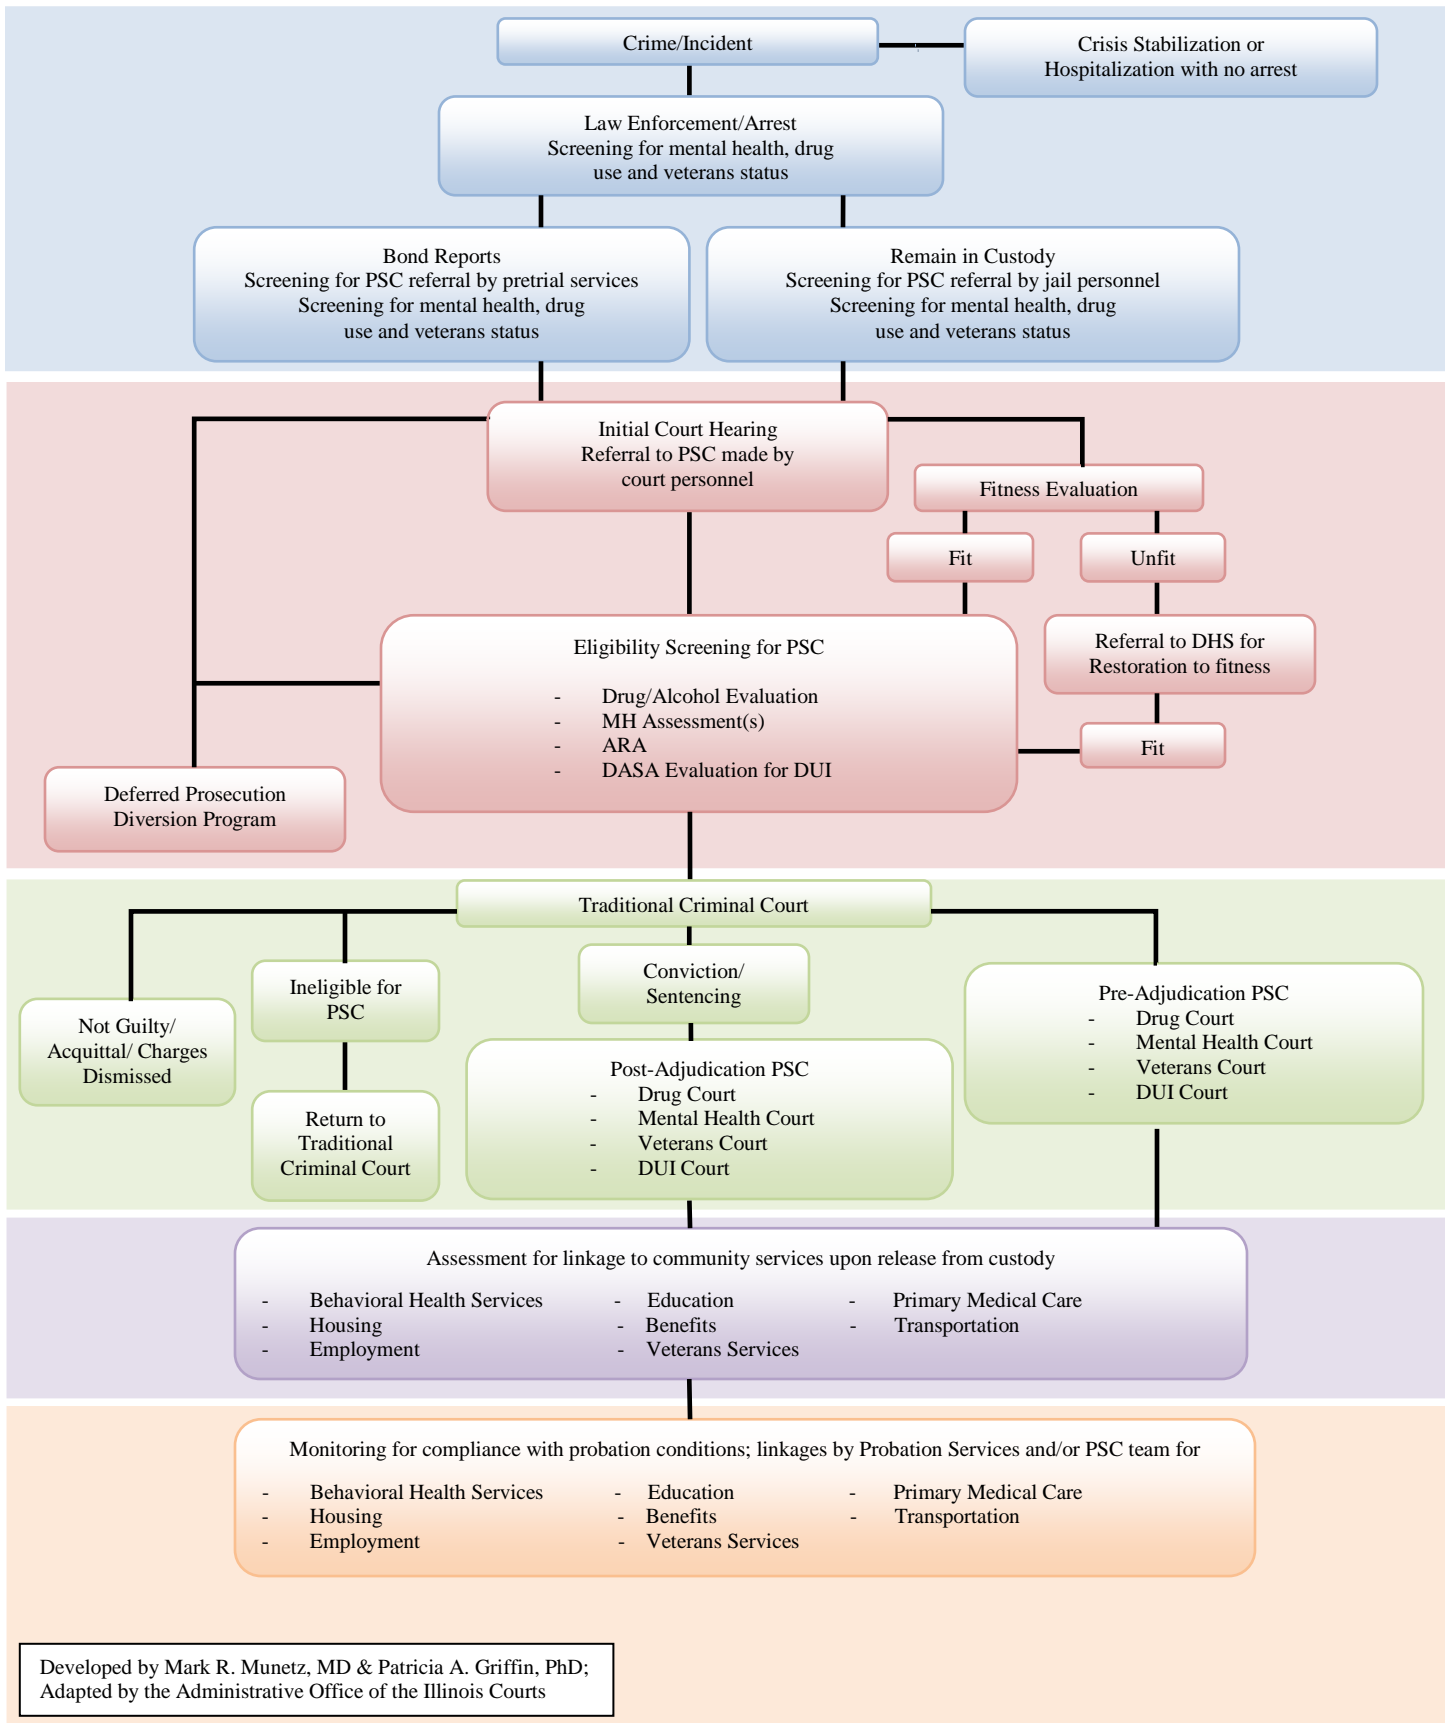 Crime/Incident
Crisis Stabilization or
Hospitalization with no arrest
Law Enforcement/Arrest
Screening for mental health, drug
use and veterans status
Bond Reports
Screening for PSC referral by pretrial services
Screening for mental health, drug
use and veterans status
Remain in Custody
Screening for PSC referral by jail personnel
Screening for mental health, drug
use and veterans status
Initial Court Hearing
Referral to PSC made by
court personnel
Fitness Evaluation
Fit
Unfit
Referral to DHS for
Restoration to fitness
Fit
Eligibility Screening for PSC
- Drug/Alcohol Evaluation
- MH Assessment(s)
- ARA
- DASA Evaluation for DUI
Deferred Prosecution
Diversion Program
Traditional Criminal Court
Not Guilty/
Acquittal/ Charges
Dismissed
Ineligible for
PSC
Return to
Traditional
Criminal Court
Conviction/
Sentencing
Post-Adjudication PSC
- Drug Court
- Mental Health Court
- Veterans Court
- DUI Court
Pre-Adjudication PSC
- Drug Court
- Mental Health Court
- Veterans Court
- DUI Court
Assessment for linkage to community services upon release from custody
- Behavioral Health Services - Education - Primary Medical Care
- Housing - Benefits - Transportation
- Employment - Veterans Services
Monitoring for compliance with probation conditions; linkages by Probation Services and/or PSC team for
- Behavioral Health Services - Education - Primary Medical Care
- Housing - Benefits - Transportation
- Employment - Veterans Services
Developed by Mark R. Munetz, MD & Patricia A. Griffin, PhD;
Adapted by the Administrative Office of the Illinois Courts